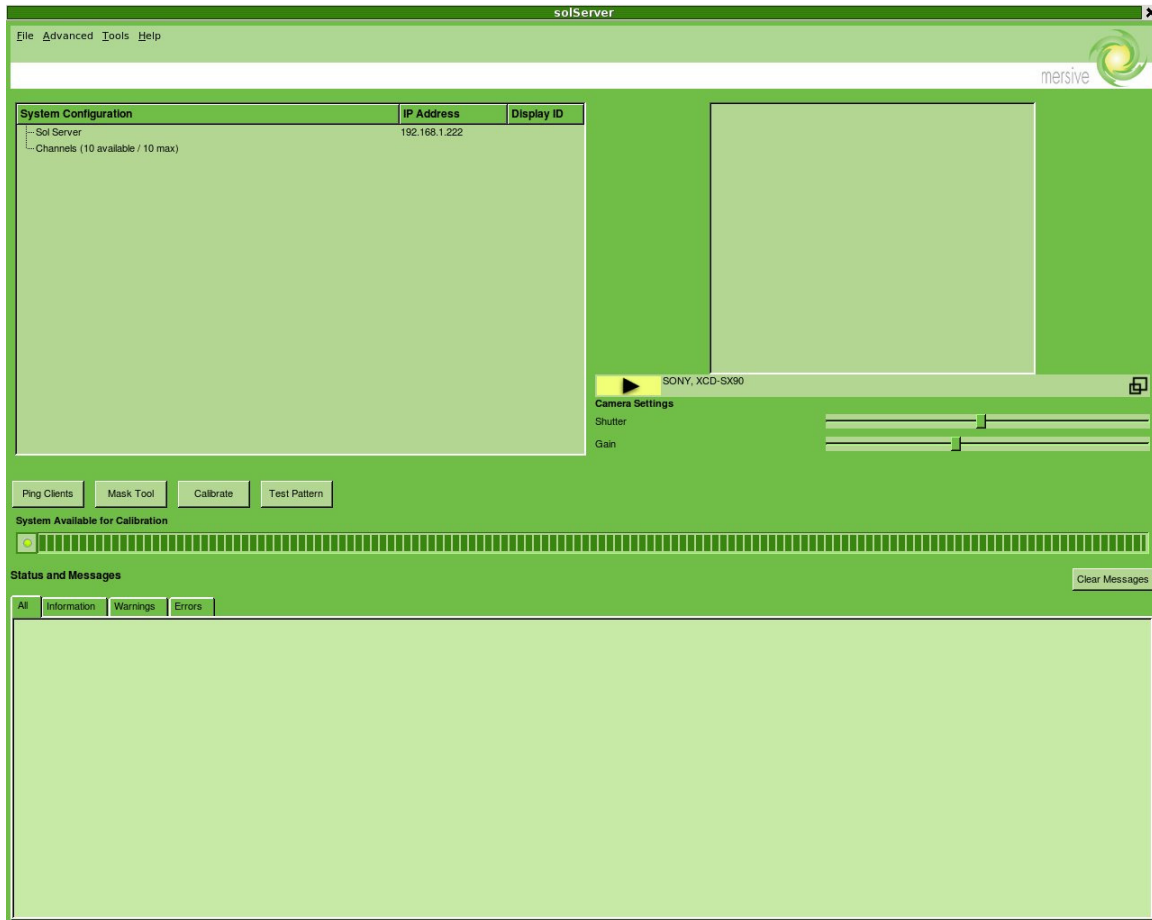 solServer
File Advanced Tools Help
mersive
System Configuration IP Address Display ID
Sol Server 192.168.1.222
Channels (10 available / 10 max)
SONY, XCD-SX90
Camera Settings
Shutter
Gain
Ping Clients Mask Tool Calibrate Test Pattern
System Available for Calibration
Status and Messages
Clear Messages
All Information Warnings Errors